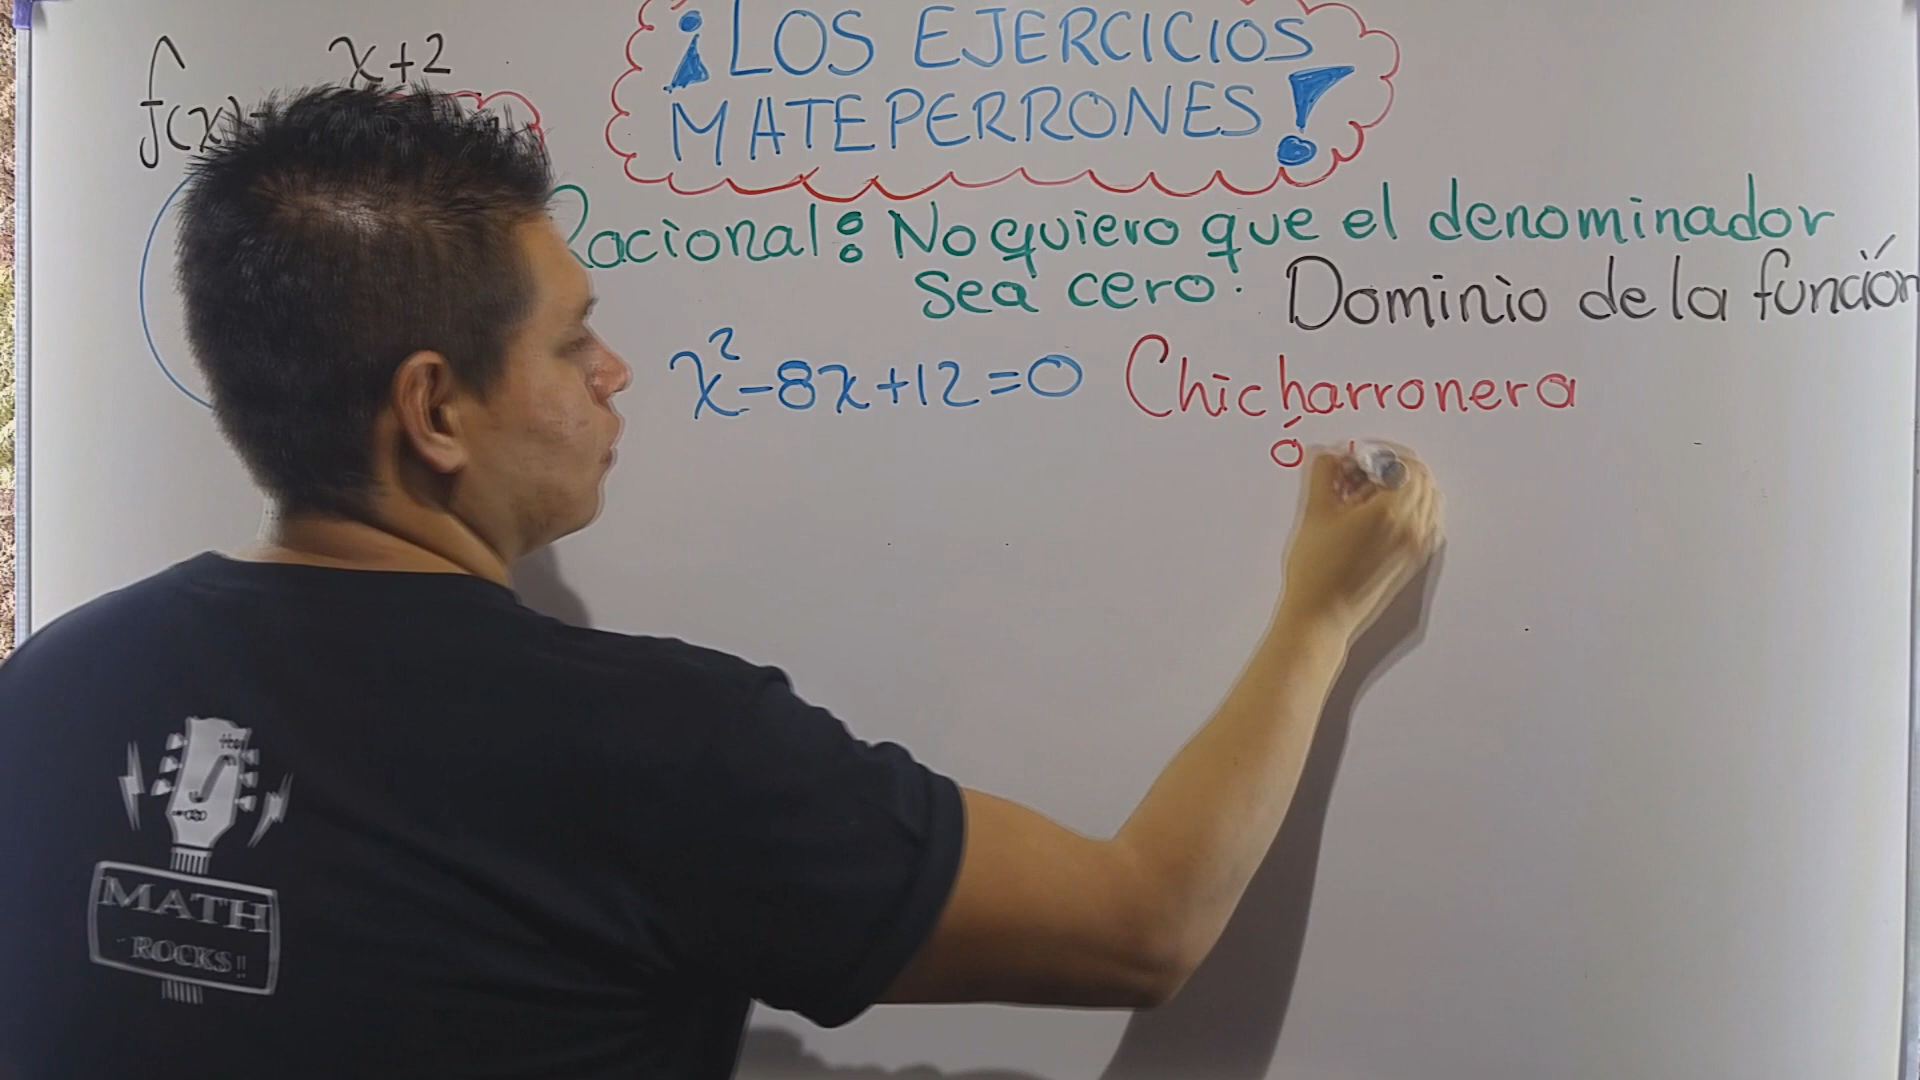 ¡LOS EJERCICIOS
MATEPERRONES!
x+2
f(x)
Racional: No quiero que el denominador
sea cero.
Dominio de la función
x²-8x+12=0
Chicharronera
ó
MATH
ROCKS!!